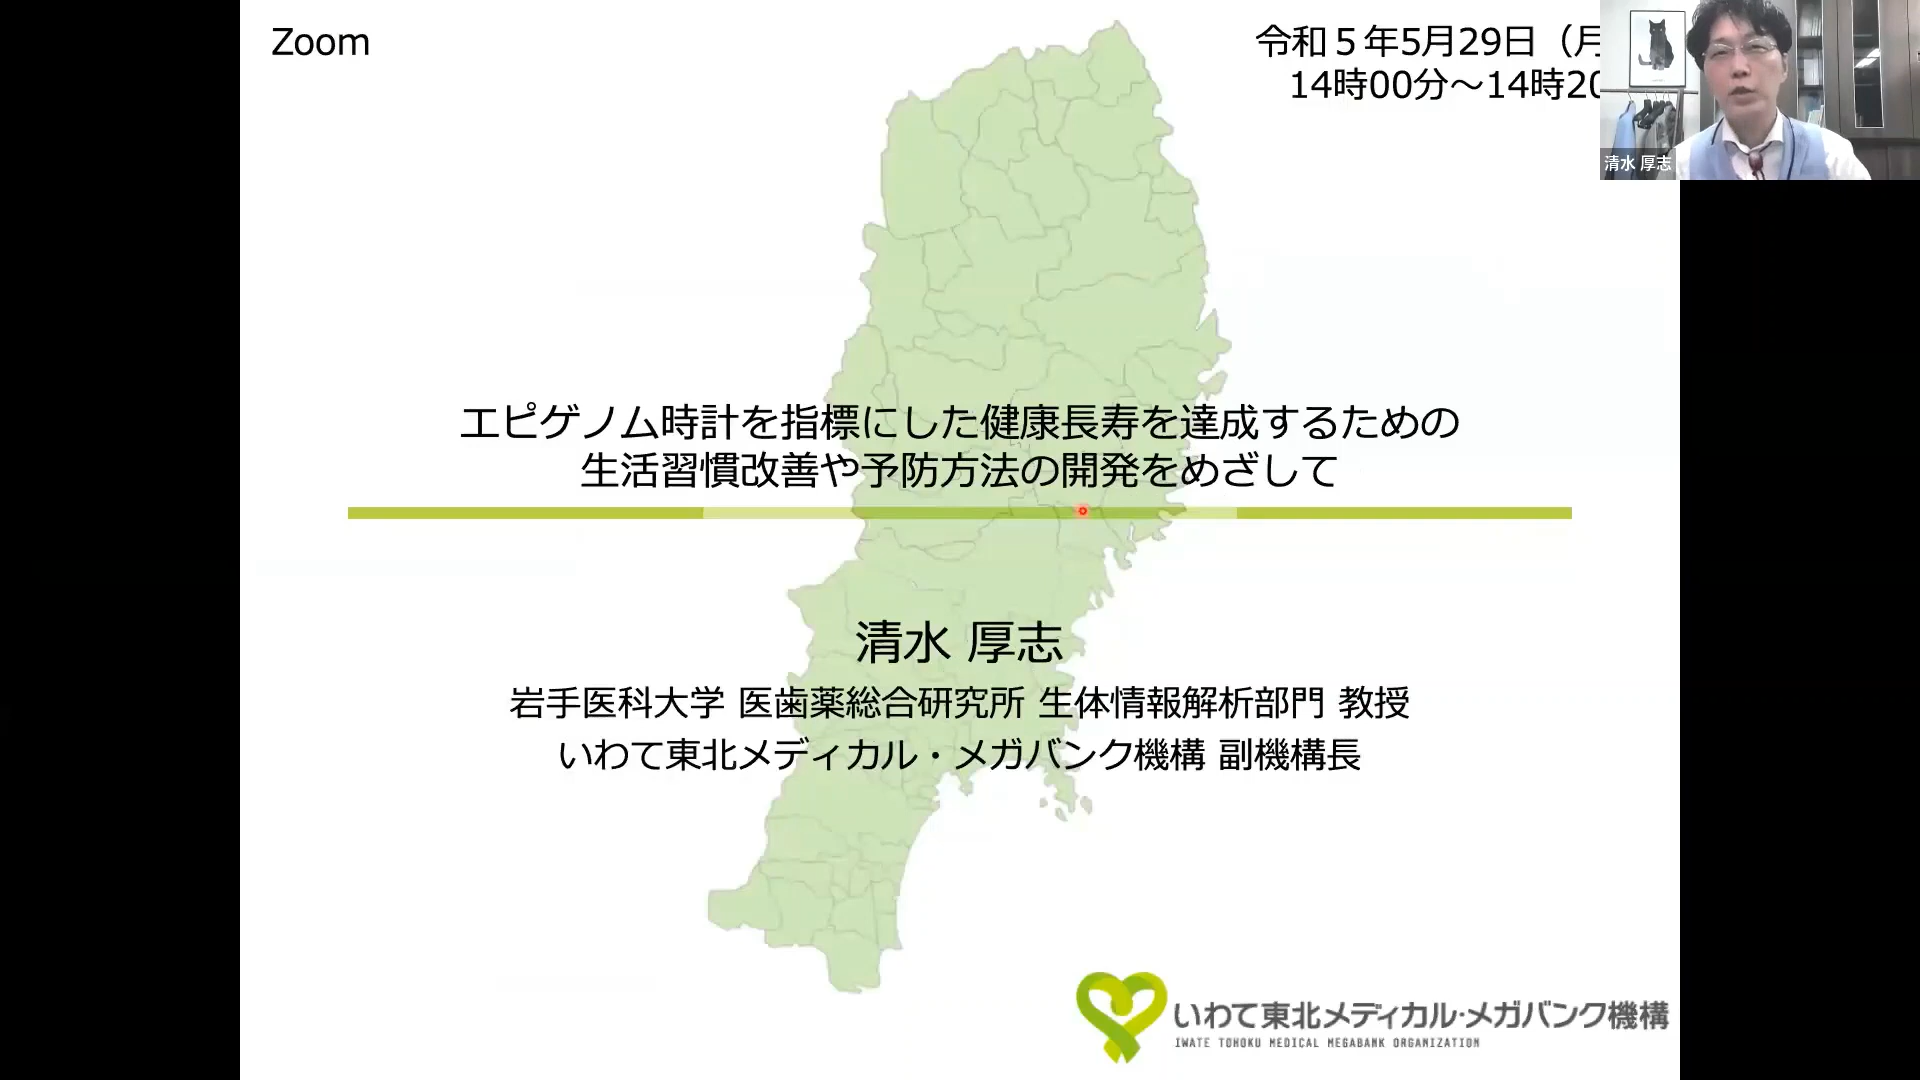 Zoom
令和５年5月29日（月
14時00分～14時20
清水 厚志
エピゲノム時計を指標にした健康長寿を達成するための
生活習慣改善や予防方法の開発をめざして
清水 厚志
岩手医科大学 医歯薬総合研究所 生体情報解析部門 教授
いわて東北メディカル・メガバンク機構 副機構長
いわて東北メディカル・メガバンク機構
IWATE TOHOKU MEDICAL MEGABANK ORGANIZATION